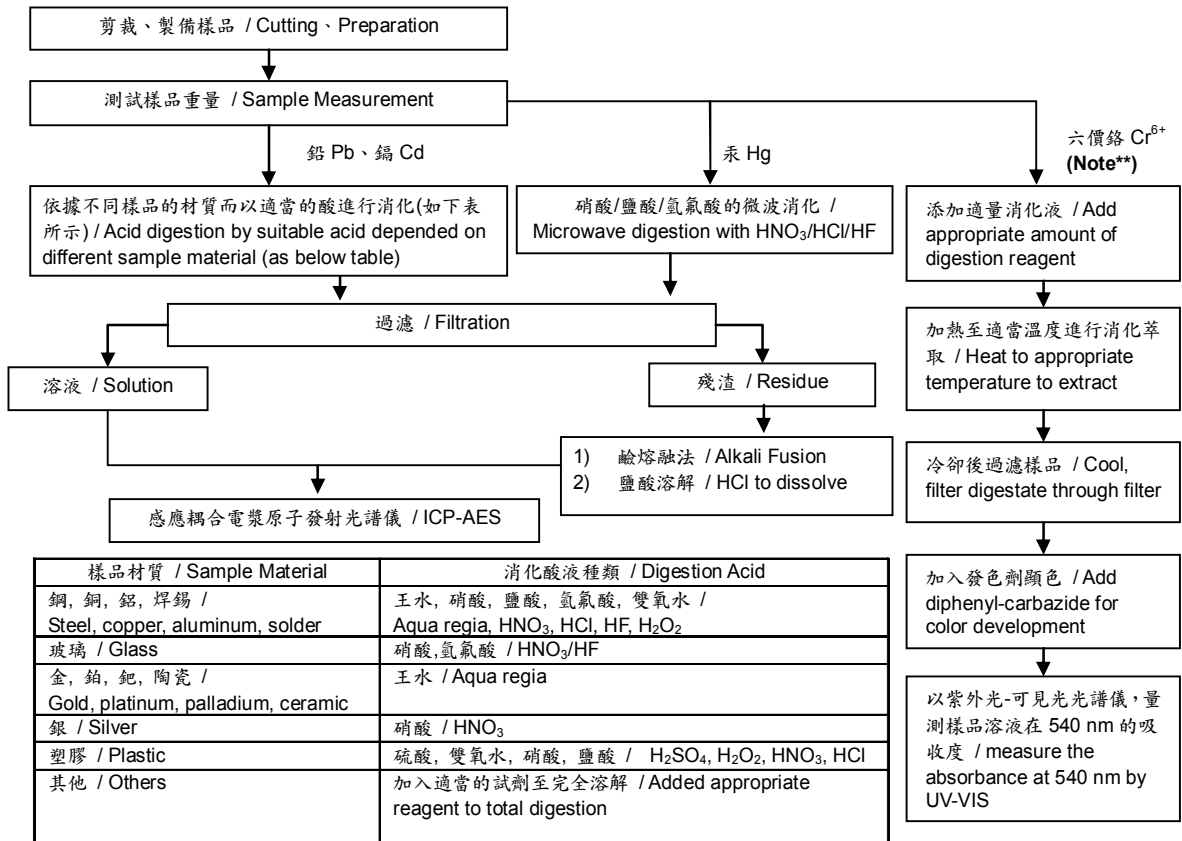 剪裁、製備樣品 / Cutting、Preparation
測試樣品重量 / Sample Measurement
鉛 Pb、鎘 Cd
汞 Hg
六價鉻 Cr⁶⁺
(Note**)
依據不同樣品的材質而以適當的酸進行消化(如下表
所示) / Acid digestion by suitable acid depended on
different sample material (as below table)
硝酸/鹽酸/氫氟酸的微波消化 /
Microwave digestion with HNO₃/HCl/HF
添加適量消化液 / Add
appropriate amount of
digestion reagent
過濾 / Filtration
加熱至適當溫度進行消化萃
取 / Heat to appropriate
temperature to extract
溶液 / Solution
殘渣 / Residue
1) 鹼熔融法 / Alkali Fusion
2) 鹽酸溶解 / HCl to dissolve
冷卻後過濾樣品 / Cool,
filter digestate through filter
感應耦合電漿原子發射光譜儀 / ICP-AES
加入發色劑顯色 / Add
diphenyl-carbazide for
color development
以紫外光-可見光光譜儀，量
測樣品溶液在 540 nm 的吸
收度 / measure the
absorbance at 540 nm by
UV-VIS
樣品材質 / Sample Material
消化酸液種類 / Digestion Acid
鋼, 銅, 鋁, 焊錫 /
Steel, copper, aluminum, solder
王水, 硝酸, 鹽酸, 氫氟酸, 雙氧水 /
Aqua regia, HNO₃, HCl, HF, H₂O₂
玻璃 / Glass
硝酸,氫氟酸 / HNO₃/HF
金, 鉑, 鈀, 陶瓷 /
Gold, platinum, palladium, ceramic
王水 / Aqua regia
銀 / Silver
硝酸 / HNO₃
塑膠 / Plastic
硫酸, 雙氧水, 硝酸, 鹽酸 / H₂SO₄, H₂O₂, HNO₃, HCl
其他 / Others
加入適當的試劑至完全溶解 / Added appropriate
reagent to total digestion